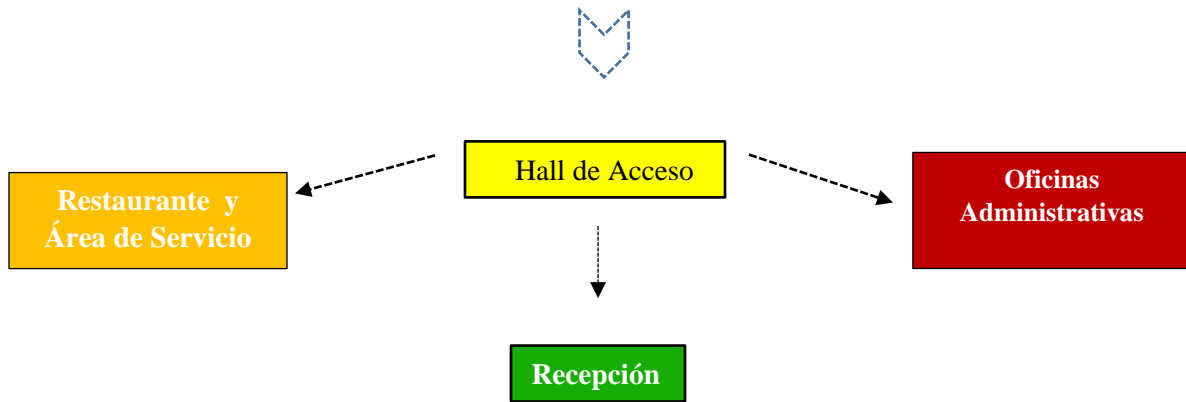 Hall de Acceso
Restaurante y
Área de Servicio
Oficinas
Administrativas
Recepción